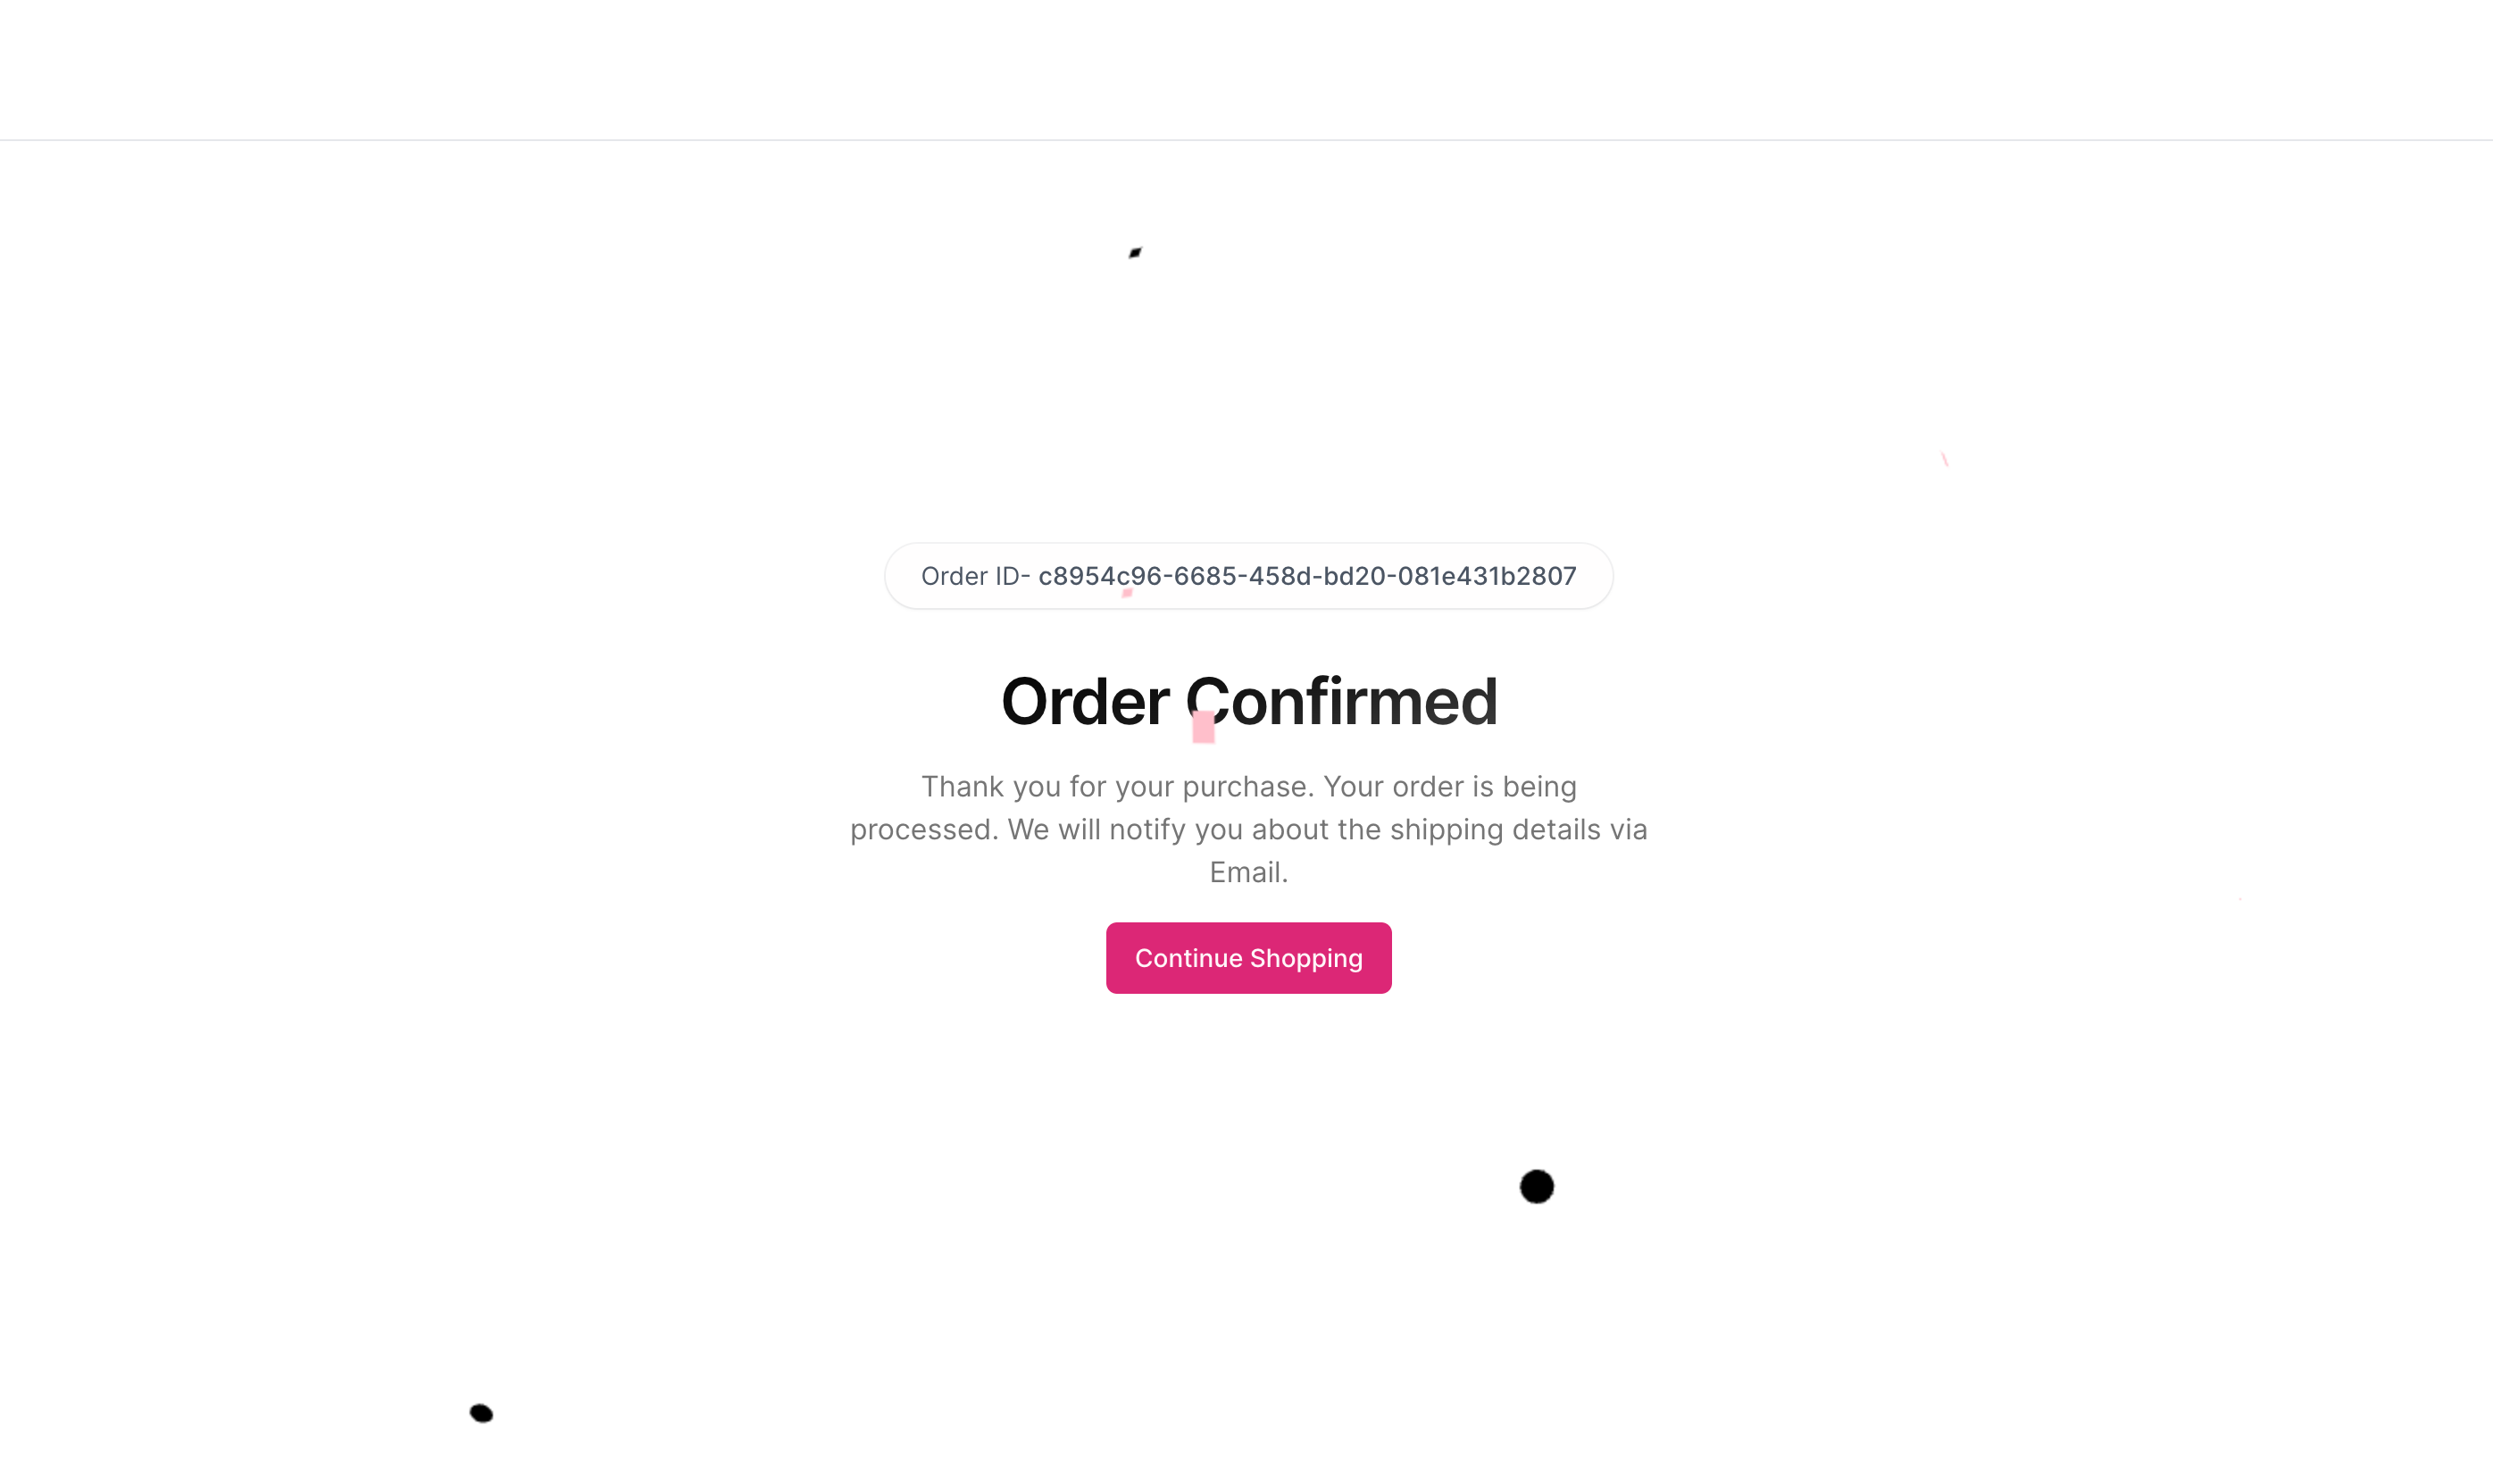 Order ID- c8954c96-6685-458d-bd20-081e431b2807
Order Confirmed
Thank you for your purchase. Your order is being
processed. We will notify you about the shipping details via
Email.
Continue Shopping